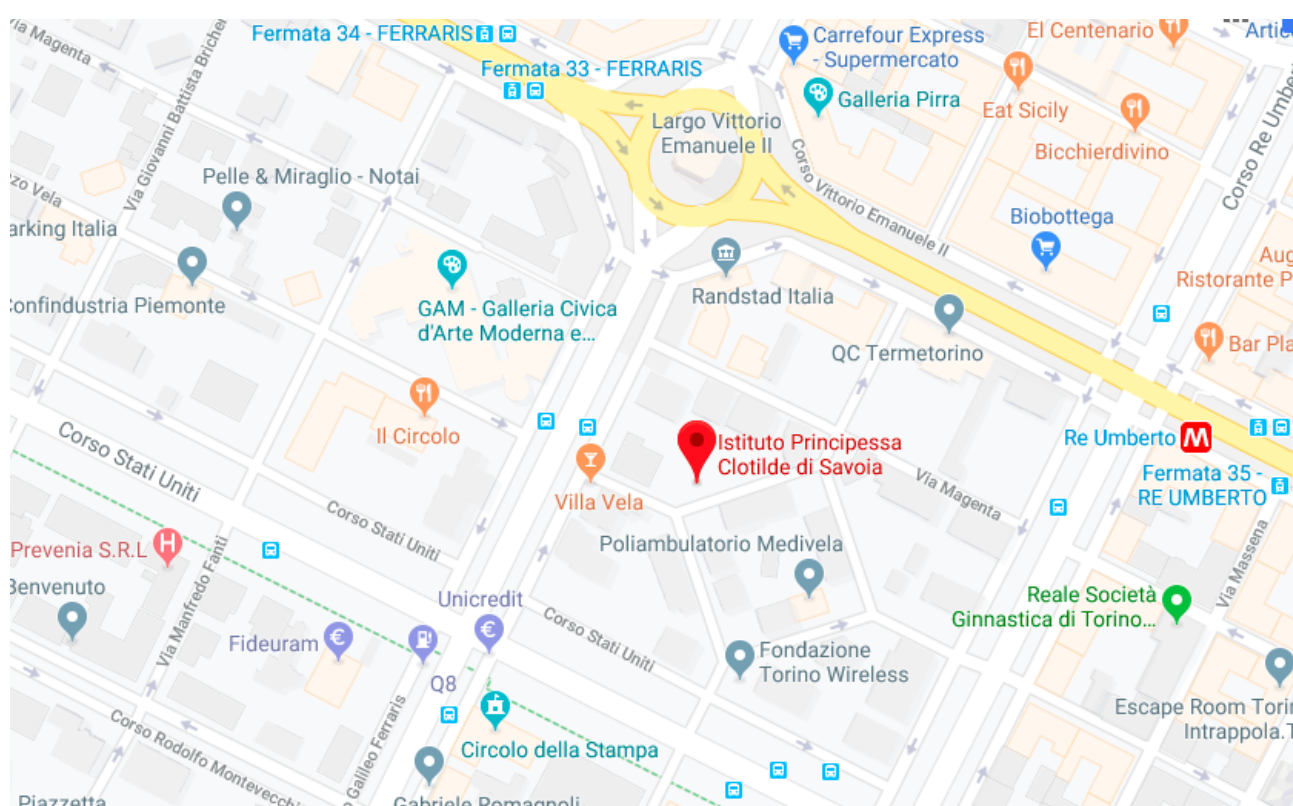 Fermata 34 - FERRARIS
Carrefour Express
- Supermercato
El Centenario
Via Magenta
Fermata 33 - FERRARIS
Galleria Pirra
Eat Sicily
Largo Vittorio
Emanuele II
Via Giovanni Battista
Bicchierdivino
Corso Re Umberto
Corso Vittorio Emanuele II
Pelle & Miraglio - Notai
Vela
arking Italia
Biobottega
Ristorante P
onfindustria Piemonte
GAM - Galleria Civica
d'Arte Moderna e...
Randstad Italia
QC Termetorino
Bar Pla
Il Circolo
Istituto Principessa
Clotilde di Savoia
Re Umberto
M
Corso Stati Uniti
Fermata 35 -
RE UMBERTO
Villa Vela
Via Magenta
Corso Stati Uniti
Prevenia S.R.L
H
Poliambulatorio Medivela
Via Massena
Benvenuto
Via Manfredo Fanti
Unicredit
Reale Società
Ginnastica di Torino...
Fideuram
Corso Stati Uniti
Fondazione
Torino Wireless
Q8
Escape Room Tori
Intrappola.T
Corso Rodolfo Montevecch
Galileo Ferraris
Circolo della Stampa
Piazzetta
Gabriele Romagnoli